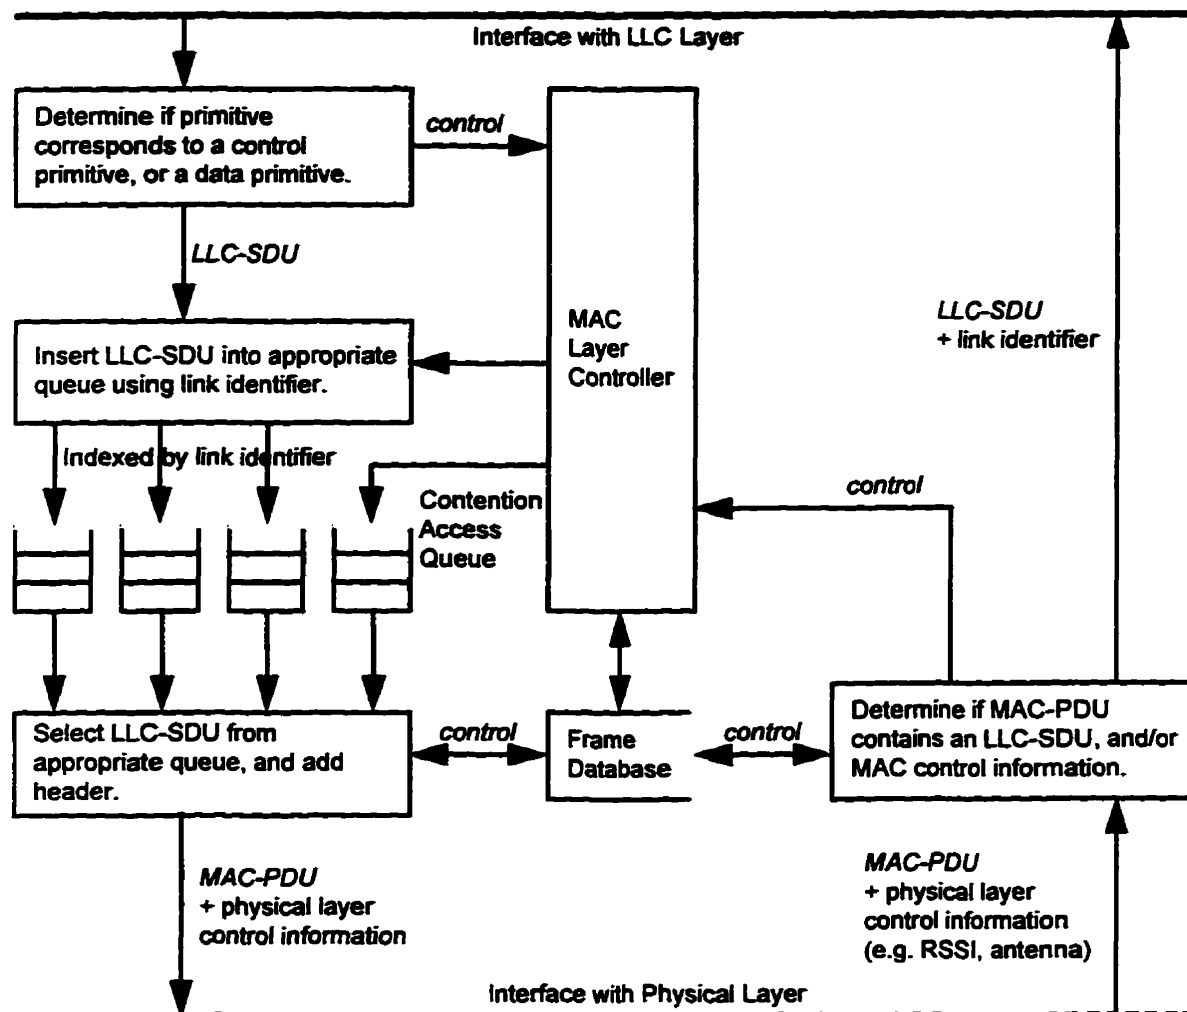 Interface with LLC Layer
Determine if primitive
corresponds to a control
primitive, or a data primitive.
control
LLC-SDU
Insert LLC-SDU into appropriate
queue using link identifier.
MAC
Layer
Controller
LLC-SDU
+ link identifier
Indexed by link identifier
Contention
Access
Queue
control
Select LLC-SDU from
appropriate queue, and add
header.
control
Frame
Database
control
Determine if MAC-PDU
contains an LLC-SDU, and/or
MAC control information.
MAC-PDU
+ physical layer
control information
MAC-PDU
+ physical layer
control information
(e.g. RSSI, antenna)
Interface with Physical Layer